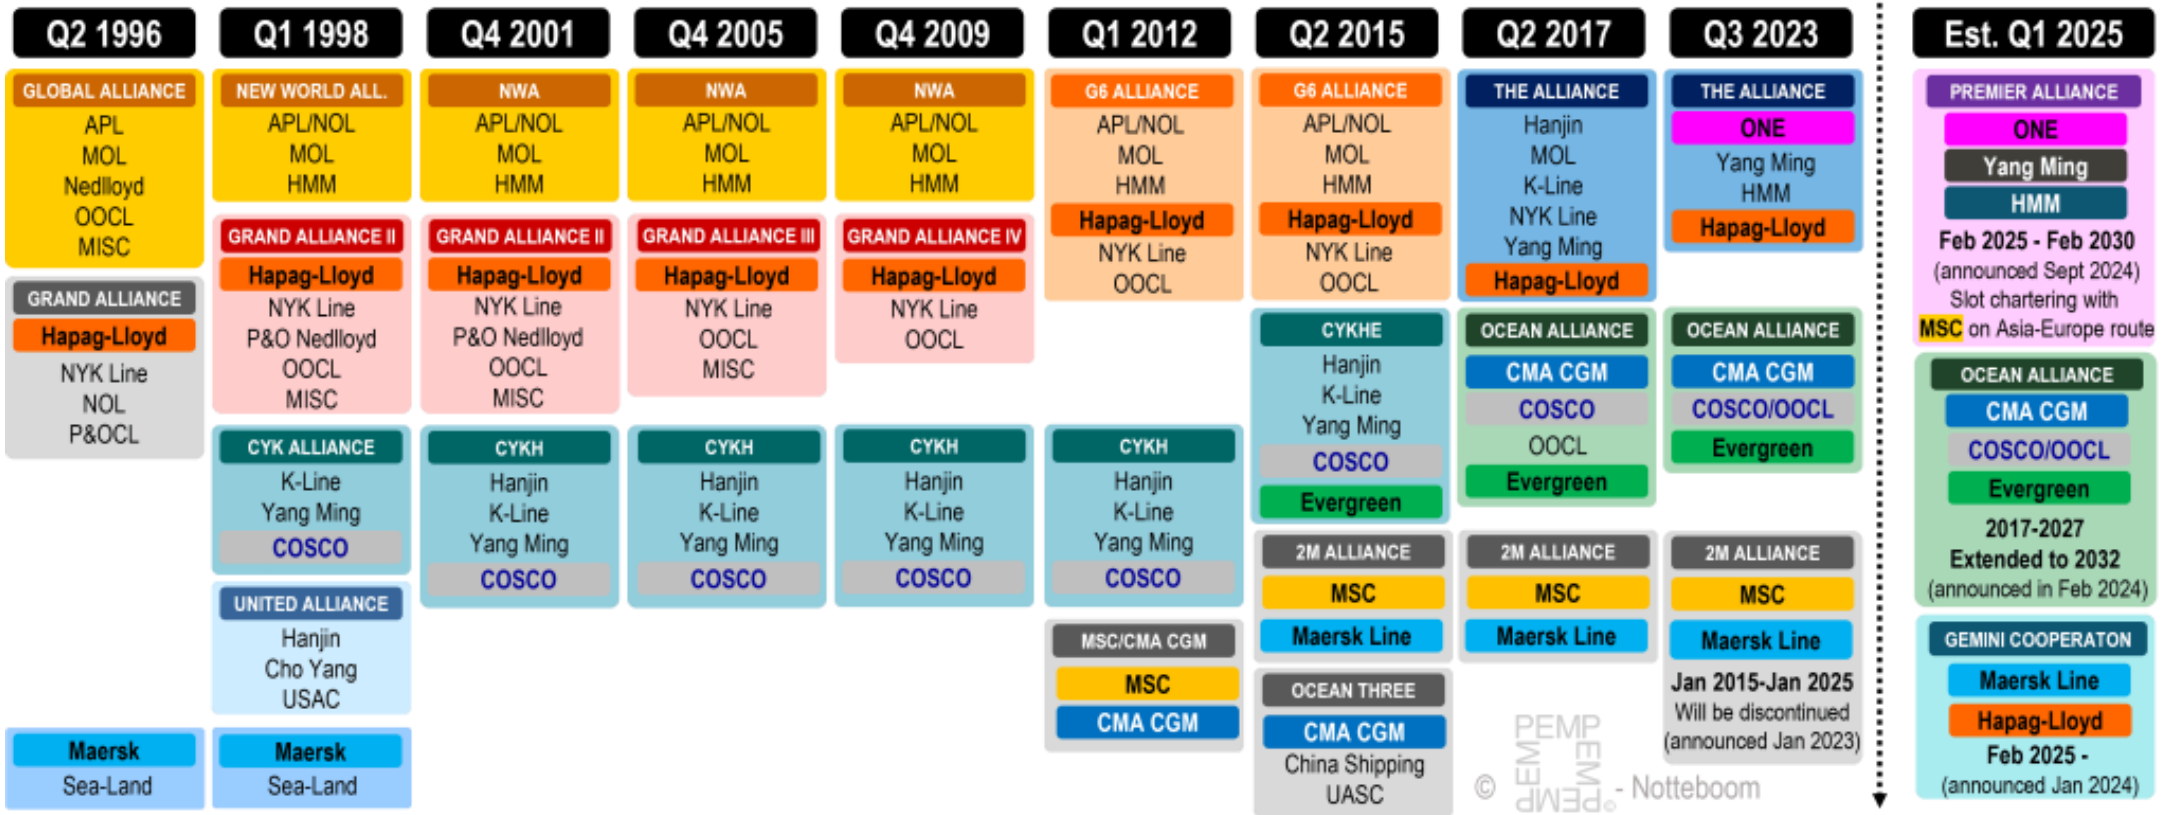 Q2 1996
GLOBAL ALLIANCE
APL
MOL
Nedlloyd
OOCL
MISC
GRAND ALLIANCE
Hapag-Lloyd
NYK Line
NOL
P&OCL
Maersk
Sea-Land
Q1 1998
NEW WORLD ALL.
APL/NOL
MOL
HMM
GRAND ALLIANCE II
Hapag-Lloyd
NYK Line
P&O Nedlloyd
OOCL
MISC
CYK ALLIANCE
K-Line
Yang Ming
COSCO
UNITED ALLIANCE
Hanjin
Cho Yang
USAC
Maersk
Sea-Land
Q4 2001
NWA
APL/NOL
MOL
HMM
GRAND ALLIANCE II
Hapag-Lloyd
NYK Line
P&O Nedlloyd
OOCL
MISC
CYKH
Hanjin
K-Line
Yang Ming
COSCO
Q4 2005
NWA
APL/NOL
MOL
HMM
GRAND ALLIANCE III
Hapag-Lloyd
NYK Line
OOCL
MISC
CYKH
Hanjin
K-Line
Yang Ming
COSCO
Q4 2009
NWA
APL/NOL
MOL
HMM
GRAND ALLIANCE IV
Hapag-Lloyd
NYK Line
OOCL
CYKH
Hanjin
K-Line
Yang Ming
COSCO
Q1 2012
G6 ALLIANCE
APL/NOL
MOL
HMM
Hapag-Lloyd
NYK Line
OOCL
CYKH
Hanjin
K-Line
Yang Ming
COSCO
MSC/CMA CGM
MSC
CMA CGM
Q2 2015
G6 ALLIANCE
APL/NOL
MOL
HMM
Hapag-Lloyd
NYK Line
OOCL
CYKHE
Hanjin
K-Line
Yang Ming
COSCO
Evergreen
2M ALLIANCE
MSC
Maersk Line
OCEAN THREE
CMA CGM
China Shipping
UASC
Q2 2017
THE ALLIANCE
Hanjin
MOL
K-Line
NYK Line
Yang Ming
Hapag-Lloyd
OCEAN ALLIANCE
CMA CGM
COSCO
OOCL
Evergreen
2M ALLIANCE
MSC
Maersk Line
Q3 2023
THE ALLIANCE
ONE
Yang Ming
HMM
Hapag-Lloyd
OCEAN ALLIANCE
CMA CGM
COSCO/OOCL
Evergreen
2M ALLIANCE
MSC
Maersk Line
Jan 2015-Jan 2025
Will be discontinued
(announced Jan 2023)
Est. Q1 2025
PREMIER ALLIANCE
ONE
Yang Ming
HMM
Feb 2025 - Feb 2030
(announced Sept 2024)
Slot chartering with
MSC on Asia-Europe route
OCEAN ALLIANCE
CMA CGM
COSCO/OOCL
Evergreen
2017-2027
Extended to 2032
(announced in Feb 2024)
GEMINI COOPERATON
Maersk Line
Hapag-Lloyd
Feb 2025 -
(announced Jan 2024)
© PEMP PEMP PEMP PEMP © - Notteboom